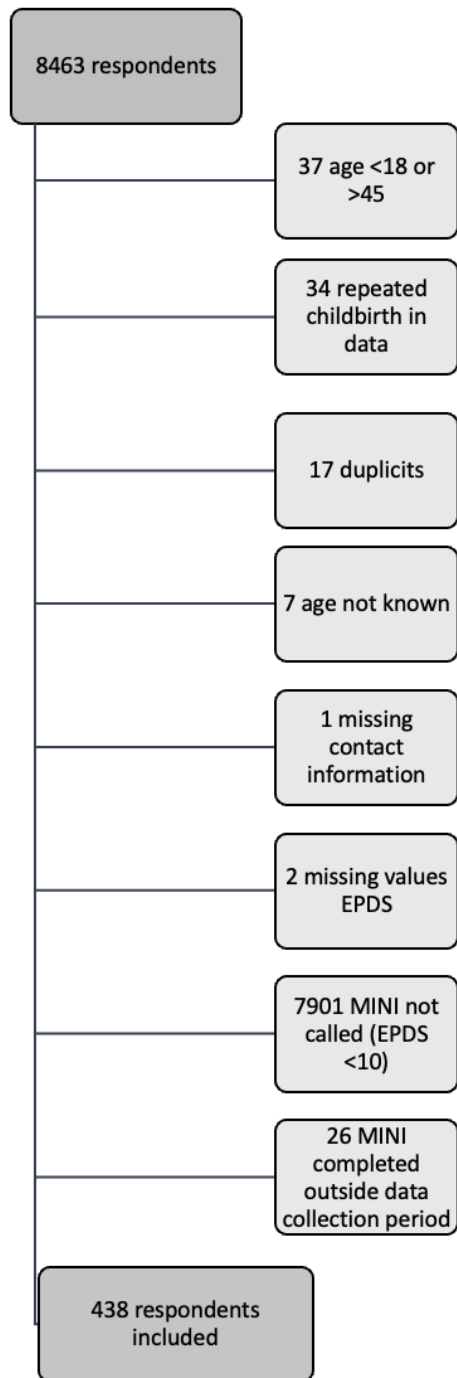 8463 respondents
37 age <18 or
>45
34 repeated
childbirth in
data
17 duplicits
7 age not known
1 missing
contact
information
2 missing values
EPDS
7901 MINI not
called (EPDS
<10)
26 MINI
completed
outside data
collection period
438 respondents
included